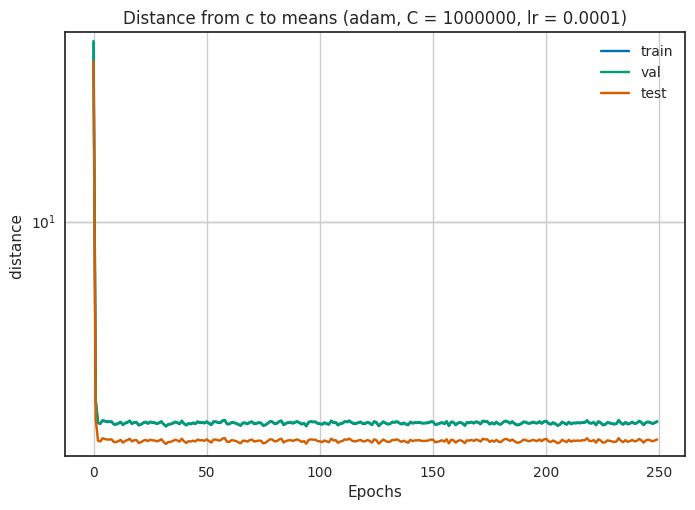 Distance from c to means (adam, C = 1000000, lr = 0.0001)
train
val
test
distance
10¹
0 50 100 150 200 250
Epochs